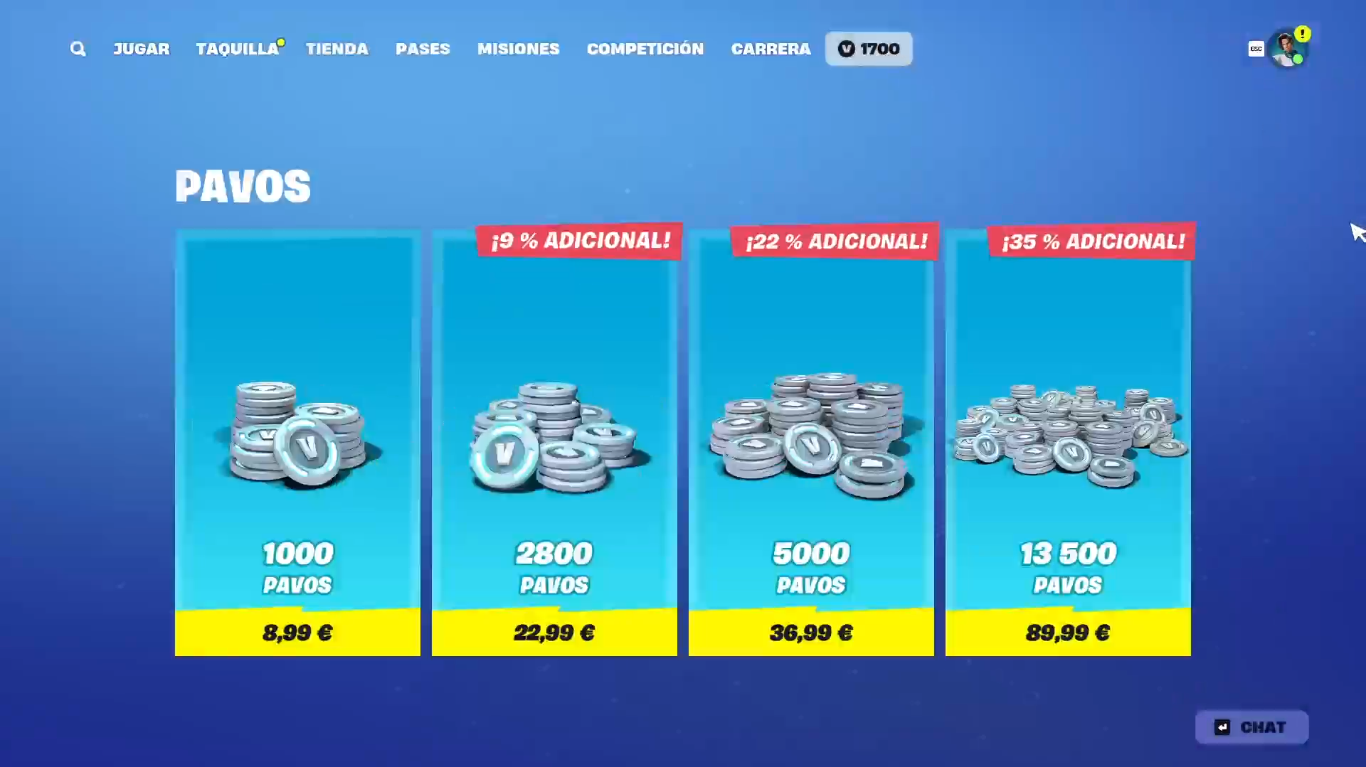 JUGAR TAQUILLA TIENDA PASES MISIONES COMPETICIÓN CARRERA V 1700 ESC !
PAVOS
¡9 % ADICIONAL! ¡22 % ADICIONAL! ¡35 % ADICIONAL!
1000 2800 5000 13 500
PAVOS PAVOS PAVOS PAVOS
8,99 € 22,99 € 36,99 € 89,99 €
CHAT